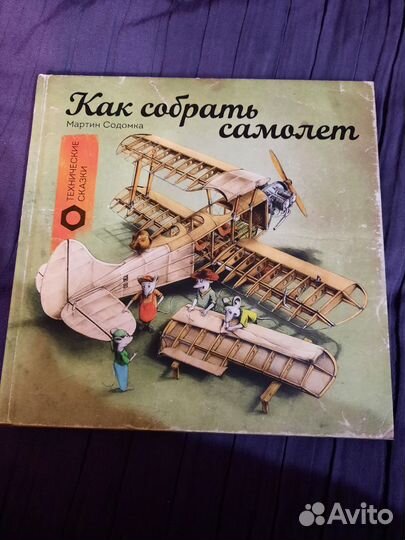 Как собрать
самолет
Мартин Содомка
ТЕХНИЧЕСКИЕ
СКАЗКИ
Avito